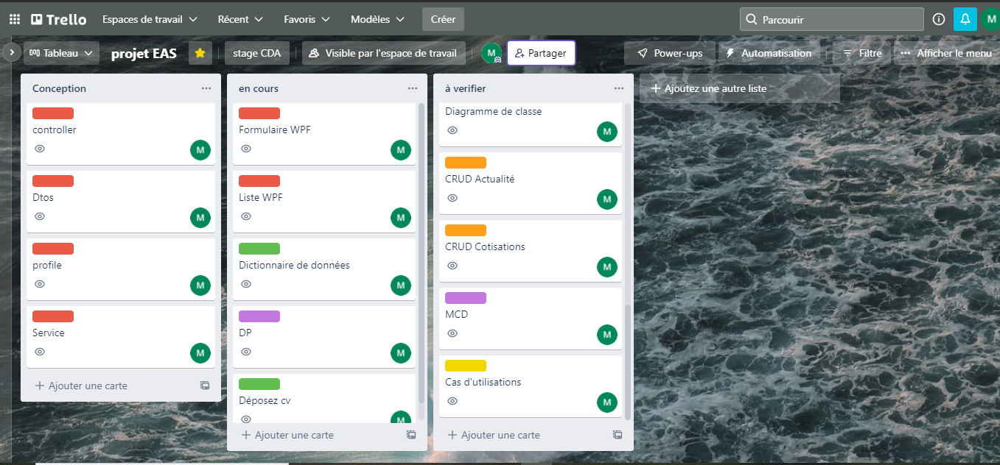 Trello Espaces de travail Récent Favoris Modèles Créer Parcourir M
Tableau projet EAS stage CDA Visible par l'espace de travail M Partager Power-ups Automatisation Filtre Afficher le menu
Conception
controller
M
Dtos
M
profile
M
Service
M
Ajouter une carte
en cours
Formulaire WPF
M
Liste WPF
M
Dictionnaire de données
M
DP
M
Déposez cv
M
Ajouter une carte
à verifier
Diagramme de classe
M
CRUD Actualité
M
CRUD Cotisations
M
MCD
M
Cas d'utilisations
M
Ajouter une carte
Ajoutez une autre liste